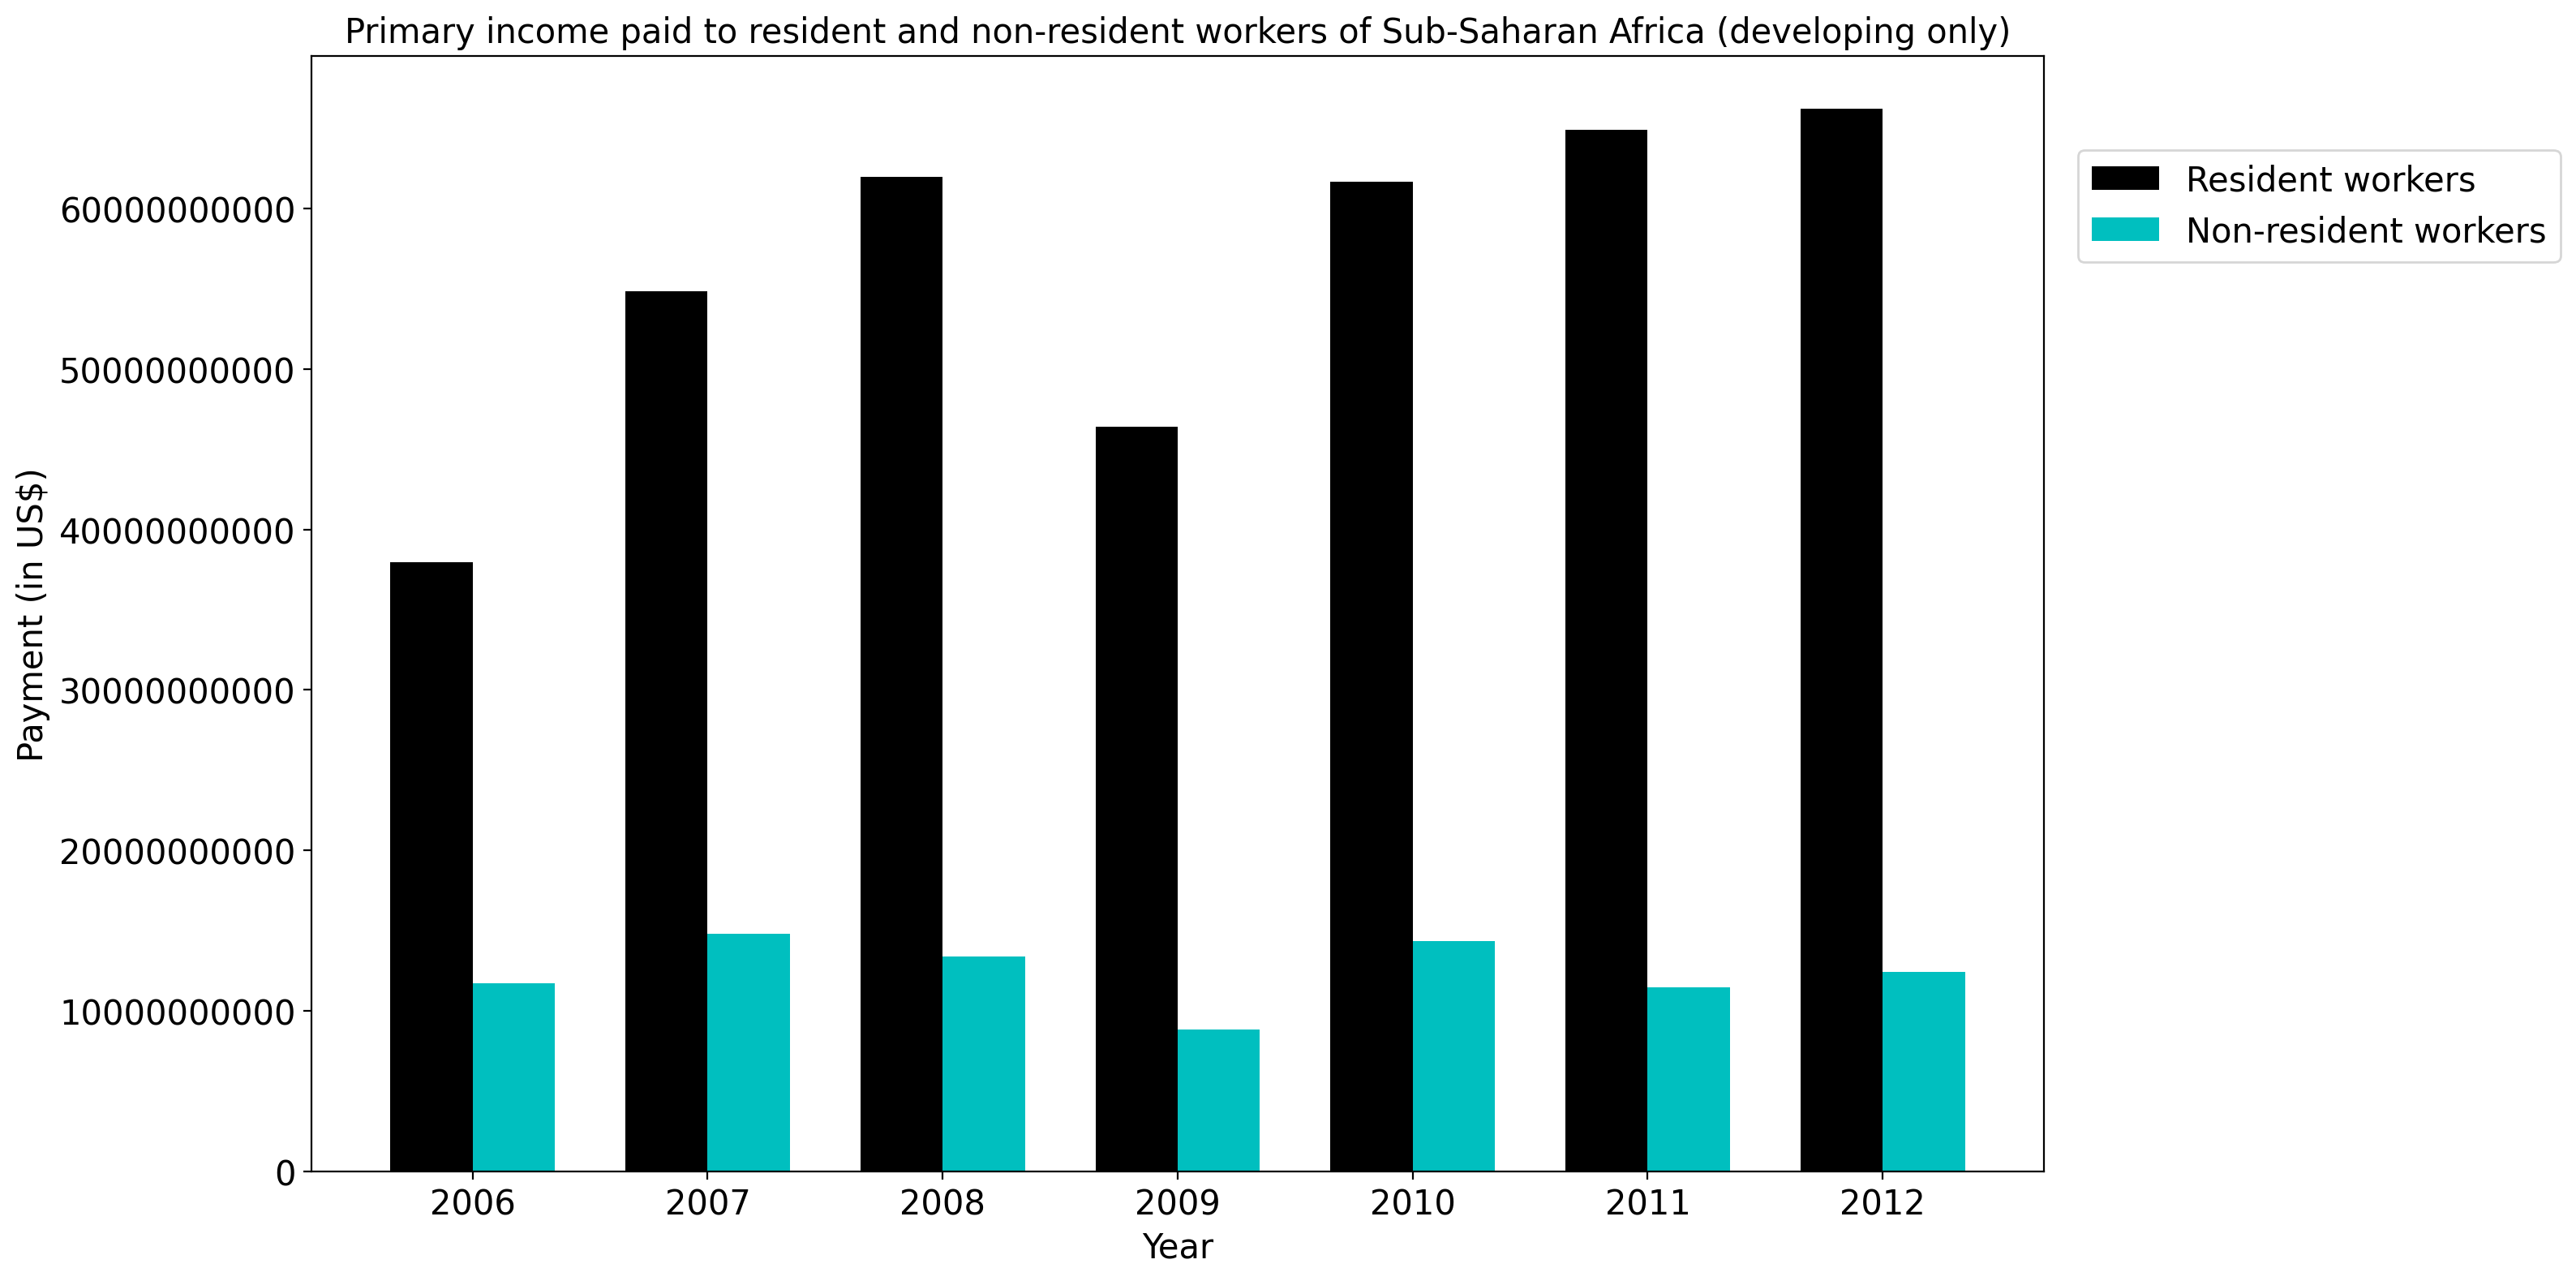 Primary income paid to resident and non-resident workers of Sub-Saharan Africa (developing only)
Payment (in US$)
60000000000
50000000000
40000000000
30000000000
20000000000
10000000000
0
2006 2007 2008 2009 2010 2011 2012
Year
Resident workers
Non-resident workers